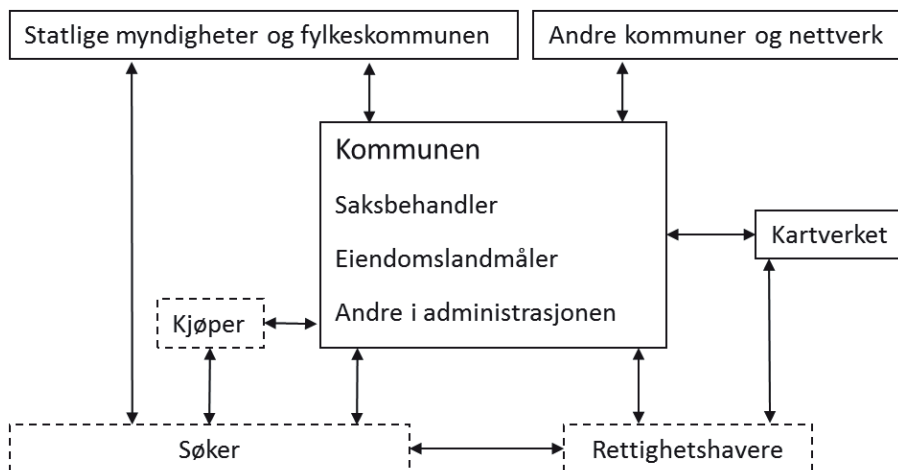 Statlige myndigheter og fylkeskommunen
Andre kommuner og nettverk
Kommunen
Saksbehandler
Eiendomslandmåler
Andre i administrasjonen
Kartverket
Kjøper
Søker
Rettighetshavere